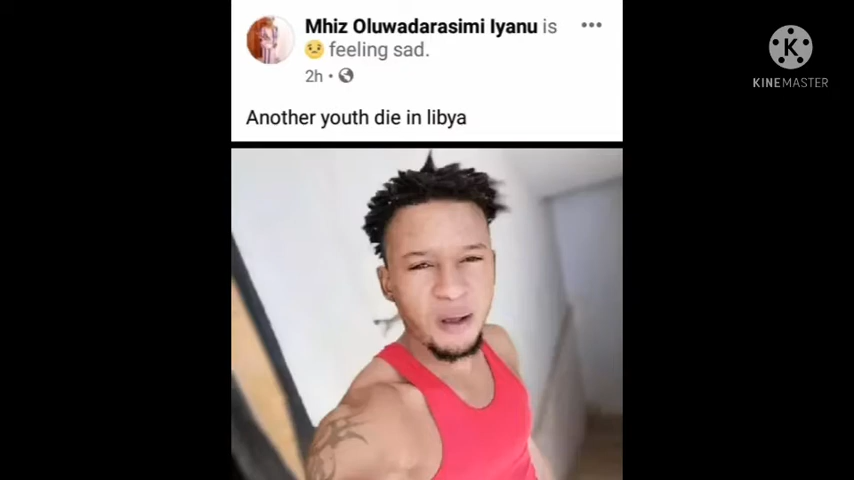 Mhiz Oluwadarasimi Iyanu is
feeling sad.
2h
Another youth die in libya
K
KINEMASTER